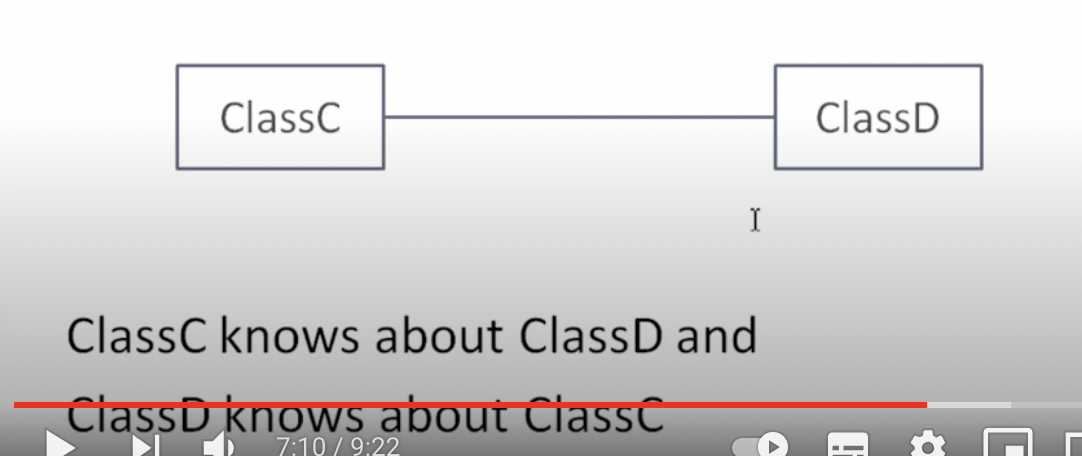 ClassC
ClassD
ClassC knows about ClassD and
ClassD knows about ClassC
7:10 / 9:22